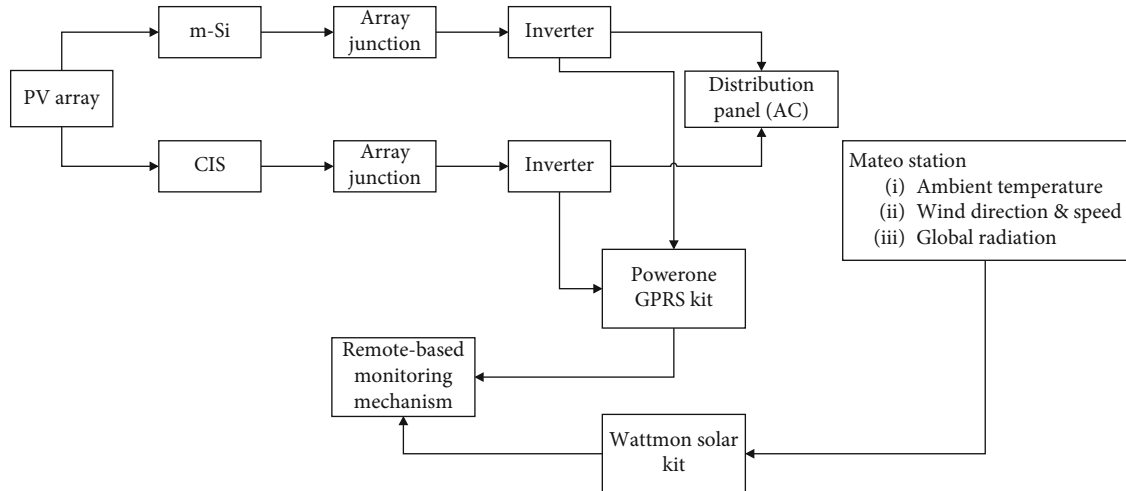 m-Si
Array
junction
Inverter
PV array
Distribution
panel (AC)
CIS
Array
junction
Inverter
Mateo station
(i) Ambient temperature
(ii) Wind direction & speed
(iii) Global radiation
Powerone
GPRS kit
Remote-based
monitoring
mechanism
Wattmon solar
kit